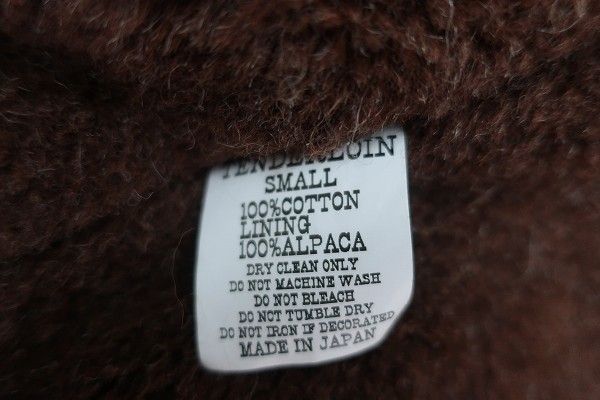 TENDERLOIN
SMALL
100%COTTON
LINING
100%ALPACA
DRY CLEAN ONLY
DO NOT MACHINE WASH
DO NOT BLEACH
DO NOT TUMBLE DRY
DO NOT IRON IF DECORATED
MADE IN JAPAN